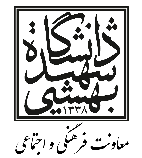 دانشگاه
شهید
بهشتی
۱۳۳۸
معاونت فرهنگی و اجتماعی